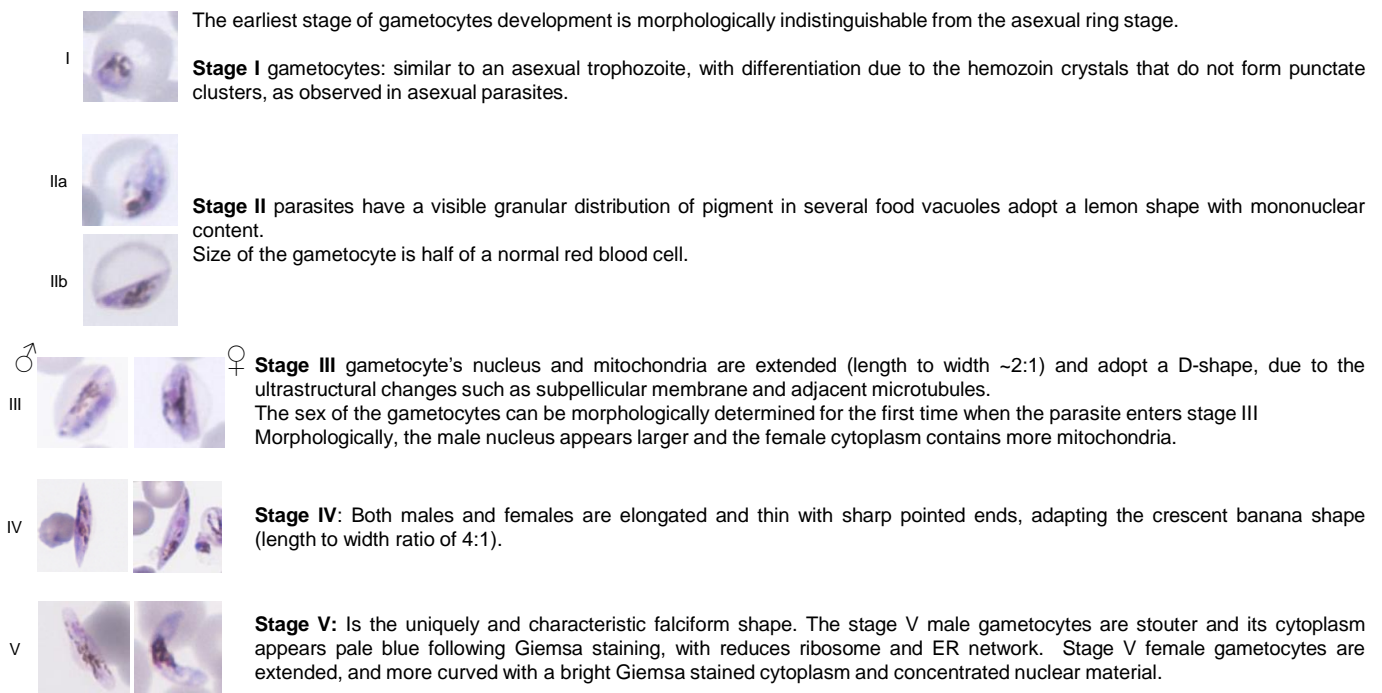 The earliest stage of gametocytes development is morphologically indistinguishable from the asexual ring stage.
I
Stage I gametocytes: similar to an asexual trophozoite, with differentiation due to the hemozoin crystals that do not form punctate
clusters, as observed in asexual parasites.
IIa
Stage II parasites have a visible granular distribution of pigment in several food vacuoles adopt a lemon shape with mononuclear
content.
Size of the gametocyte is half of a normal red blood cell.
IIb
♂ ♀
III
Stage III gametocyte's nucleus and mitochondria are extended (length to width ~2:1) and adopt a D-shape, due to the
ultrastructural changes such as subpellicular membrane and adjacent microtubules.
The sex of the gametocytes can be morphologically determined for the first time when the parasite enters stage III
Morphologically, the male nucleus appears larger and the female cytoplasm contains more mitochondria.
IV
Stage IV: Both males and females are elongated and thin with sharp pointed ends, adapting the crescent banana shape
(length to width ratio of 4:1).
V
Stage V: Is the uniquely and characteristic falciform shape. The stage V male gametocytes are stouter and its cytoplasm
appears pale blue following Giemsa staining, with reduces ribosome and ER network. Stage V female gametocytes are
extended, and more curved with a bright Giemsa stained cytoplasm and concentrated nuclear material.